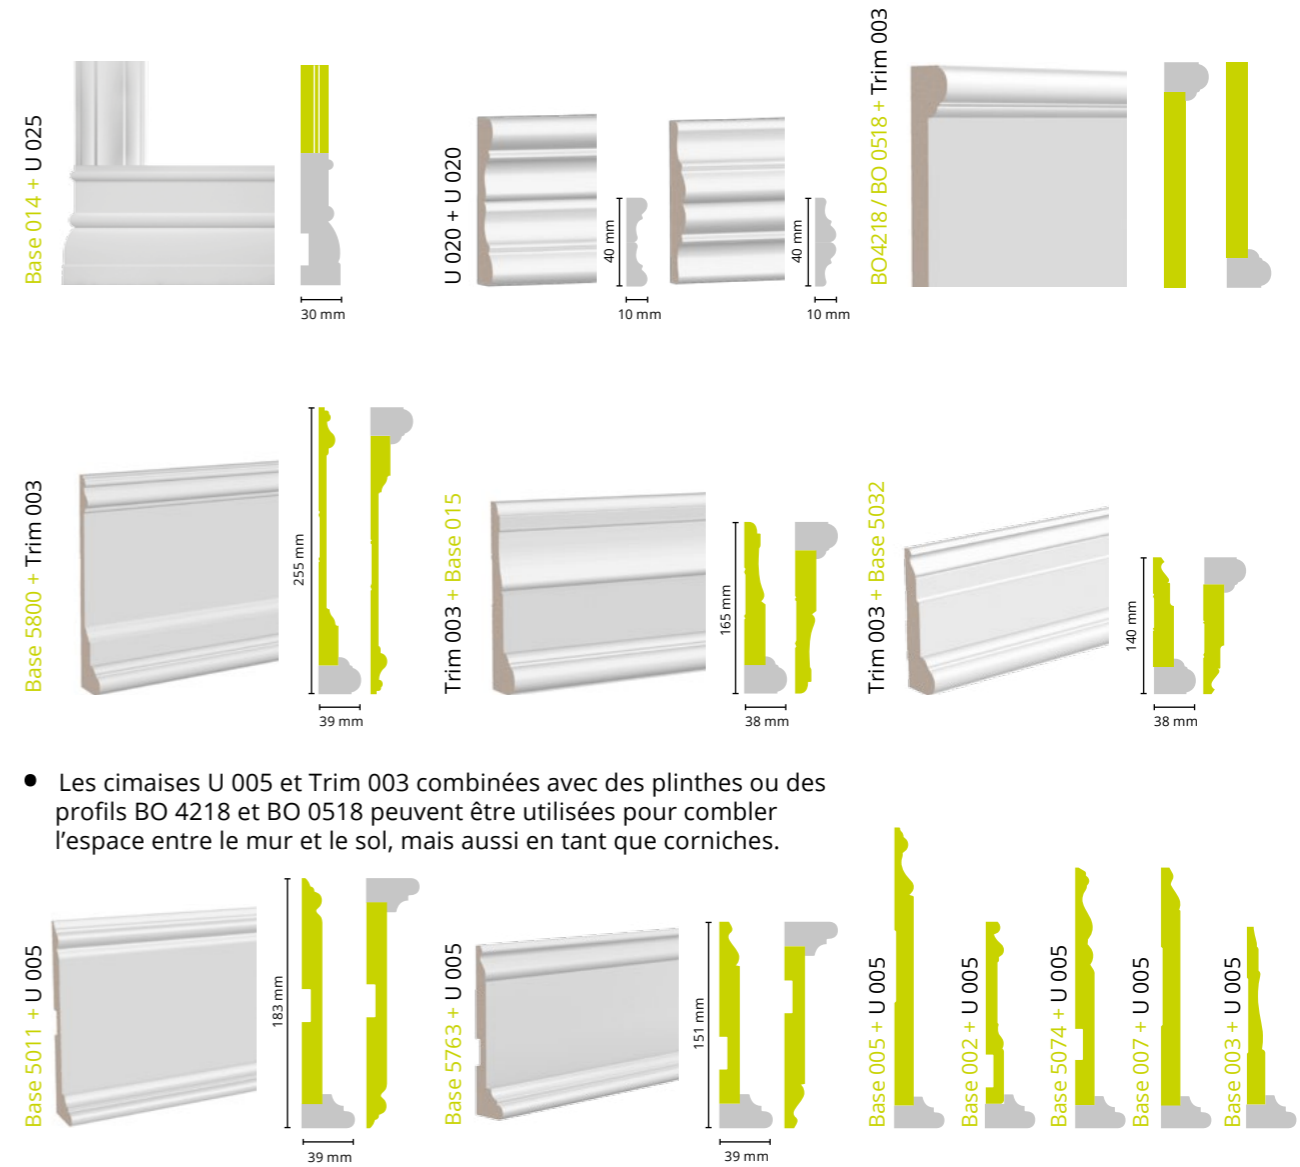 Base 014 + U 025
30 mm
U 020 + U 020
40 mm
10 mm
40 mm
10 mm
BO4218 / BO 0518 + Trim 003
Base 5800 + Trim 003
255 mm
39 mm
Trim 003 + Base 015
165 mm
38 mm
Trim 003 + Base 5032
140 mm
38 mm
• Les cimaises U 005 et Trim 003 combinées avec des plinthes ou des
profils BO 4218 et BO 0518 peuvent être utilisées pour combler
l’espace entre le mur et le sol, mais aussi en tant que corniches.
Base 5011 + U 005
183 mm
39 mm
Base 5763 + U 005
151 mm
39 mm
Base 005 + U 005
Base 002 + U 005
Base 5074 + U 005
Base 007 + U 005
Base 003 + U 005